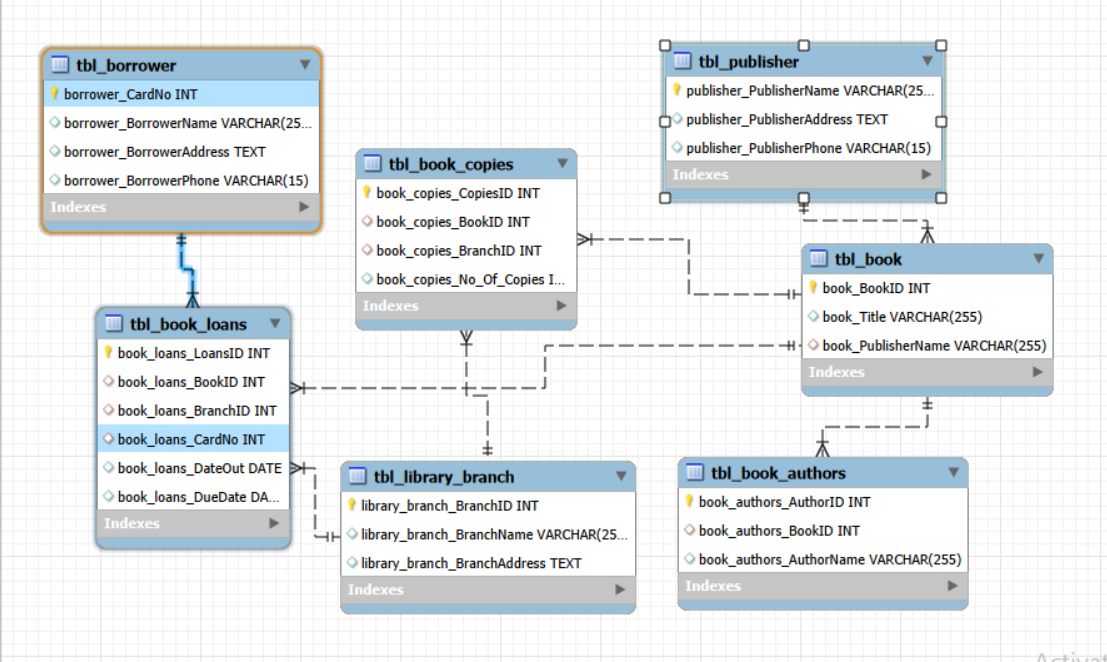 tbl_borrower
borrower_CardNo INT
borrower_BorrowerName VARCHAR(25...
borrower_BorrowerAddress TEXT
borrower_BorrowerPhone VARCHAR(15)
Indexes
tbl_publisher
publisher_PublisherName VARCHAR(25...
publisher_PublisherAddress TEXT
publisher_PublisherPhone VARCHAR(15)
Indexes
tbl_book_copies
book_copies_CopiesID INT
book_copies_BookID INT
book_copies_BranchID INT
book_copies_No_Of_Copies I...
Indexes
tbl_book
book_BookID INT
book_Title VARCHAR(255)
book_PublisherName VARCHAR(255)
Indexes
tbl_book_loans
book_loans_LoansID INT
book_loans_BookID INT
book_loans_BranchID INT
book_loans_CardNo INT
book_loans_DateOut DATE
book_loans_DueDate DA...
Indexes
tbl_library_branch
library_branch_BranchID INT
library_branch_BranchName VARCHAR(25...
library_branch_BranchAddress TEXT
Indexes
tbl_book_authors
book_authors_AuthorID INT
book_authors_BookID INT
book_authors_AuthorName VARCHAR(255)
Indexes